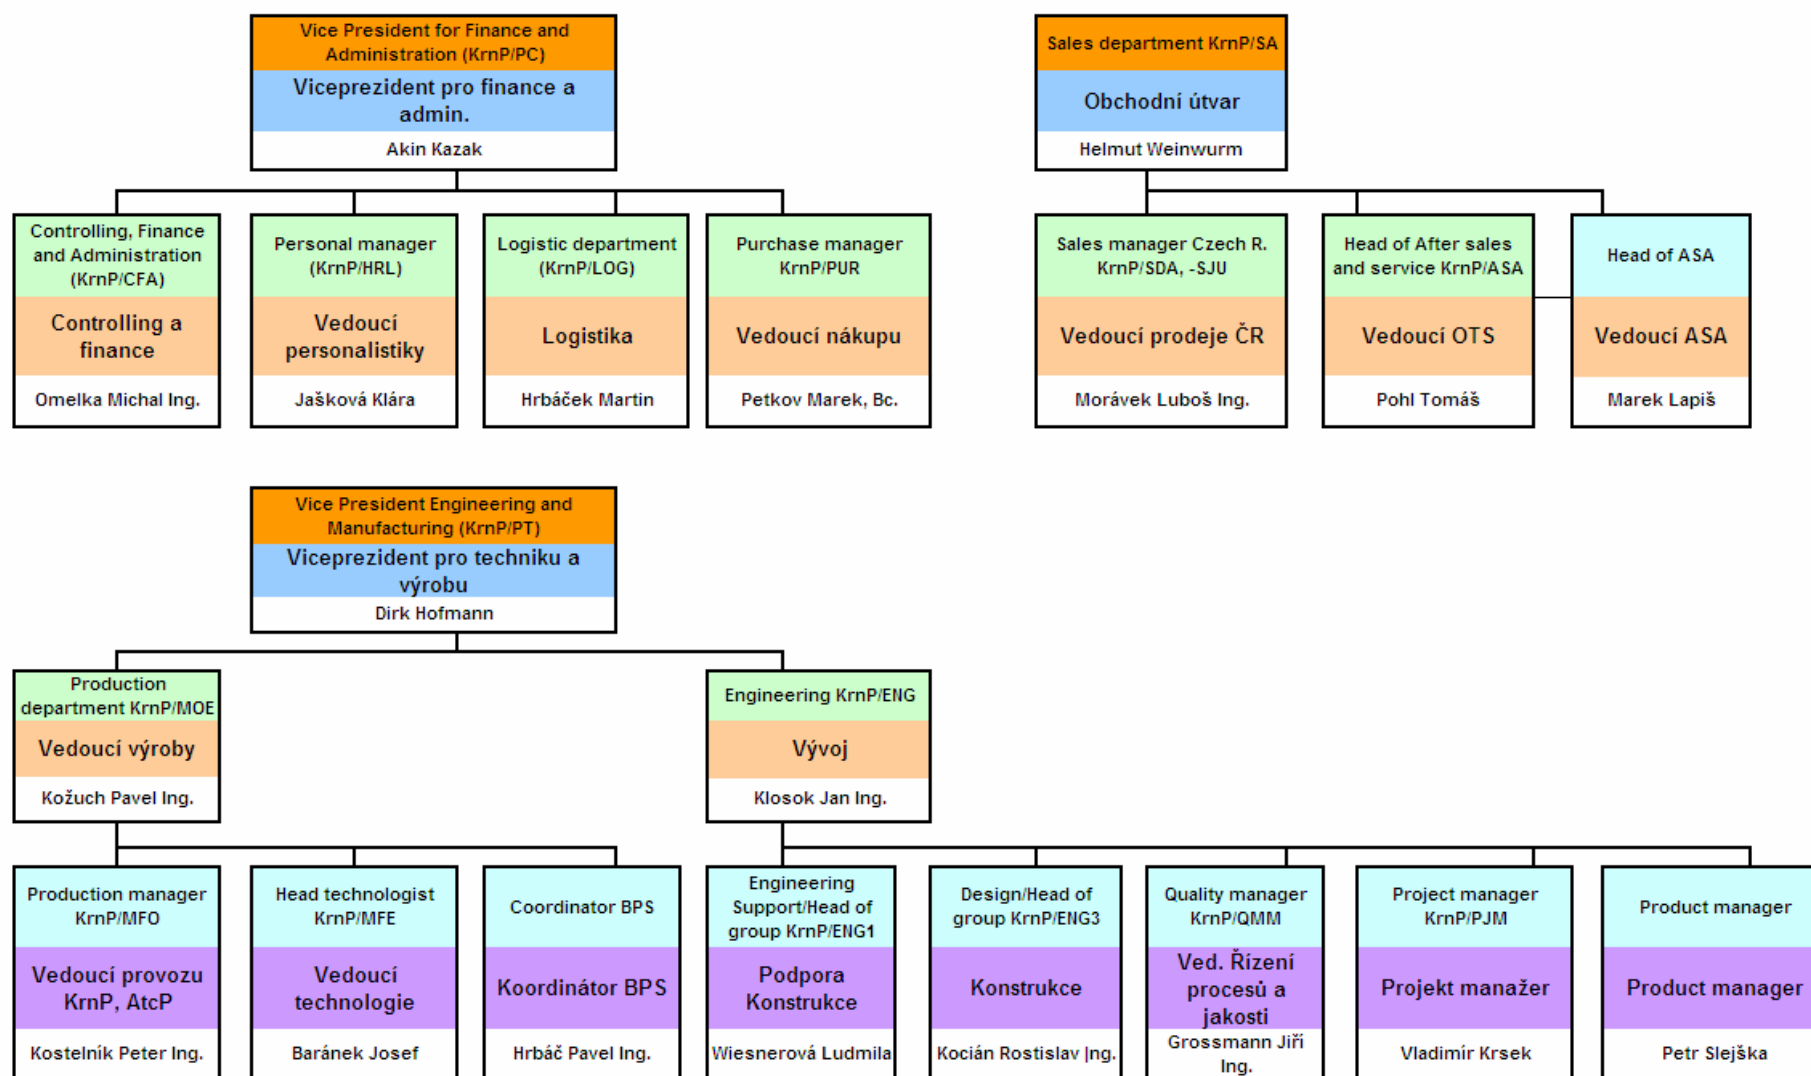 Vice President for Finance and
Administration (KrnP/PC)
Viceprezident pro finance a
admin.
Akin Kazak
Sales department KrnP/SA
Obchodní útvar
Helmut Weinwurm
Controlling, Finance
and Administration
(KrnP/CFA)
Controlling a
finance
Omelka Michal Ing.
Personal manager
(KrnP/HRL)
Vedoucí
personalistiky
Jašková Klára
Logistic department
(KrnP/LOG)
Logistika
Hrbáček Martin
Purchase manager
KrnP/PUR
Vedoucí nákupu
Petkov Marek, Bc.
Sales manager Czech R.
KrnP/SDA, -SJU
Vedoucí prodeje ČR
Morávek Luboš Ing.
Head of After sales
and service KrnP/ASA
Vedoucí OTS
Pohl Tomáš
Head of ASA
Vedoucí ASA
Marek Lapiš
Vice President Engineering and
Manufacturing (KrnP/PT)
Viceprezident pro techniku a
výrobu
Dirk Hofmann
Production
department KrnP/MOE
Vedoucí výroby
Kožuch Pavel Ing.
Engineering KrnP/ENG
Vývoj
Klosok Jan Ing.
Production manager
KrnP/MFO
Vedoucí provozu
KrnP, AtcP
Kostelník Peter Ing.
Head technologist
KrnP/MFE
Vedoucí
technologie
Baránek Josef
Coordinator BPS
Koordinátor BPS
Hrbáč Pavel Ing.
Engineering
Support/Head of
group KrnP/ENG1
Podpora
Konstrukce
Wiesnerová Ludmila
Design/Head of
group KrnP/ENG3
Konstrukce
Kocián Rostislav Ing.
Quality manager
KrnP/QMM
Ved. Řízení
procesů a
jakosti
Grossmann Jiří
Ing.
Project manager
KrnP/PJM
Projekt manažer
Vladimír Krsek
Product manager
Product manager
Petr Slejška